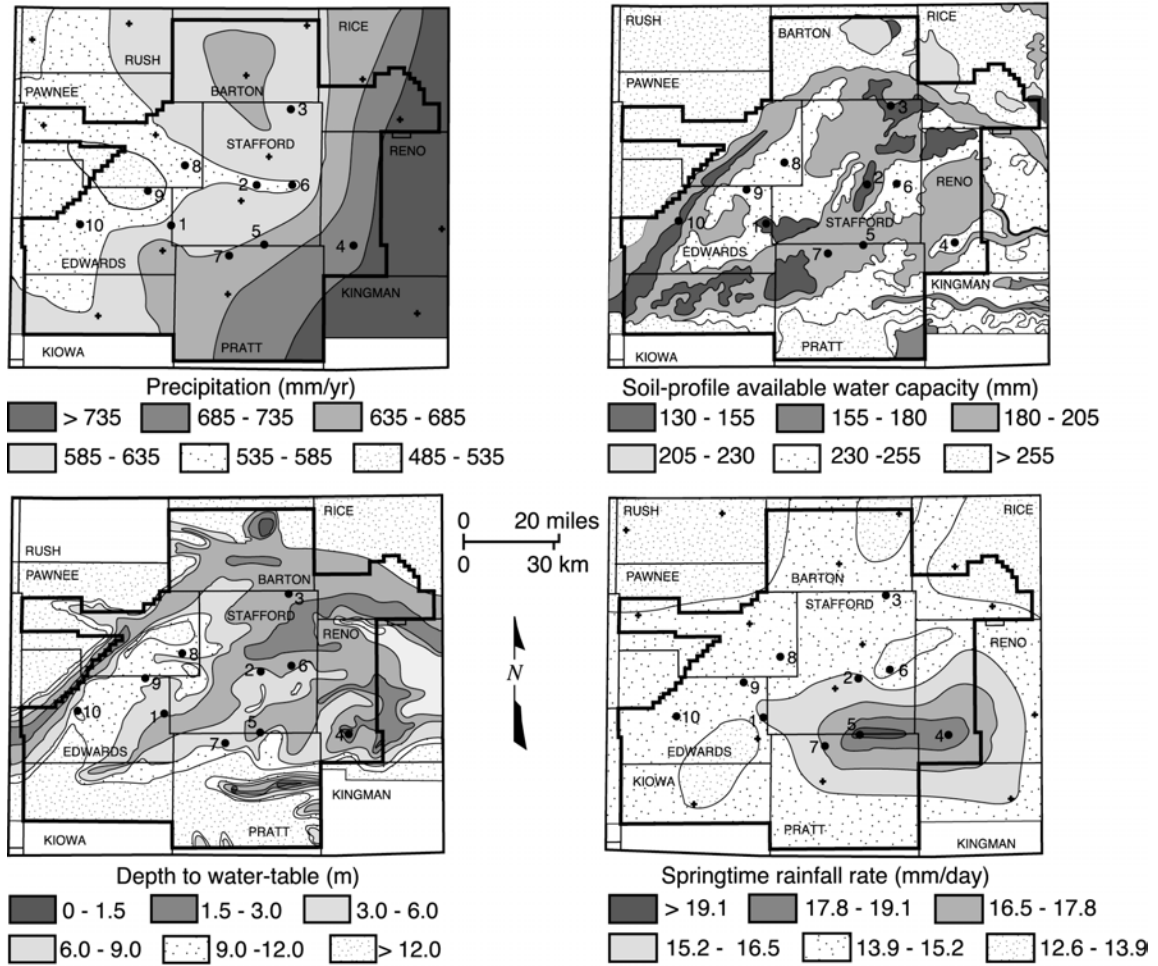 RUSH
RICE
PAWNEE
BARTON
3
STAFFORD
RENO
8
2
6
9
10
1
5
4
7
EDWARDS
KINGMAN
KIOWA
PRATT
Precipitation (mm/yr)
> 735 685 - 735 635 - 685
585 - 635 535 - 585 485 - 535
RUSH
RICE
BARTON
PAWNEE
3
8
RENO
2
6
9
10
1
STAFFORD
5
4
7
EDWARDS
KINGMAN
KIOWA
PRATT
Soil-profile available water capacity (mm)
130 - 155 155 - 180 180 - 205
205 - 230 230 -255 > 255
RICE
RUSH
PAWNEE
BARTON
3
STAFFORD
RENO
8
6
2
9
10
1
5
4
7
EDWARDS
KINGMAN
KIOWA
PRATT
Depth to water-table (m)
0 - 1.5 1.5 - 3.0 3.0 - 6.0
6.0 - 9.0 9.0 -12.0 > 12.0
0 20 miles
0 30 km
N
RUSH
RICE
PAWNEE
BARTON
3
STAFFORD
RENO
8
6
2
9
10
1
5
4
7
EDWARDS
KIOWA
PRATT
KINGMAN
Springtime rainfall rate (mm/day)
> 19.1 17.8 - 19.1 16.5 - 17.8
15.2 - 16.5 13.9 - 15.2 12.6 - 13.9